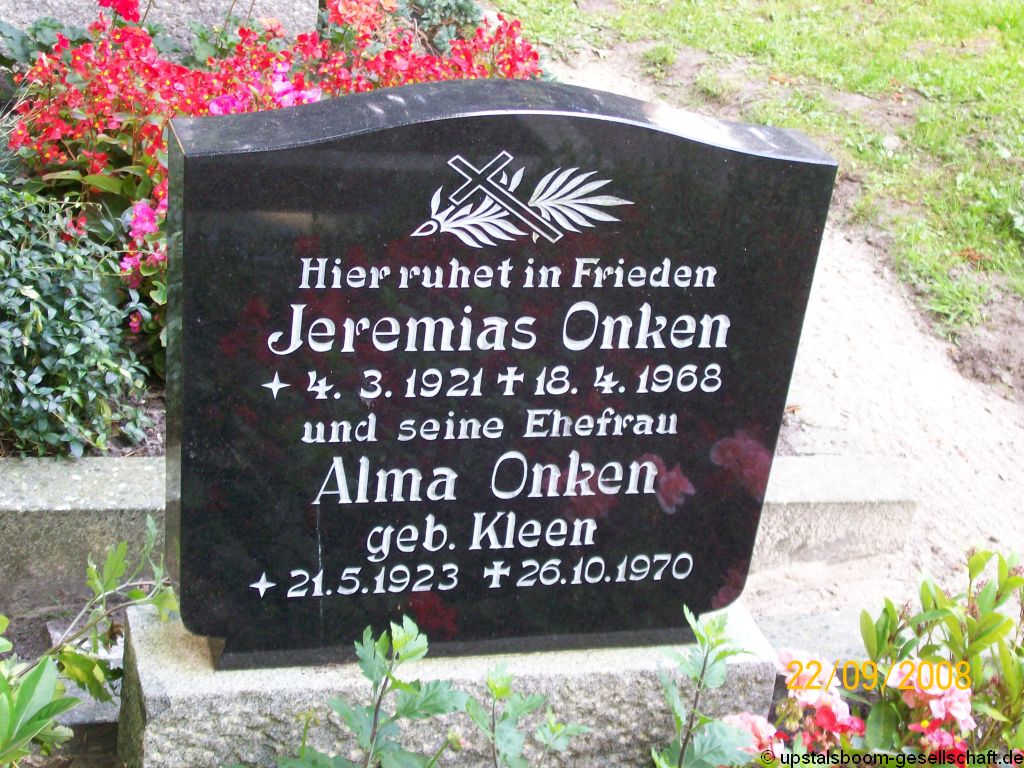 Hier ruhet in Frieden
Jeremias Onken
✦ 4. 3. 1921 ✝ 18. 4. 1968
und seine Ehefrau
Alma Onken
geb. Kleen
✦ 21.5.1923 ✝ 26.10.1970
22/09/2008
© upstalsboom-gesellschaft.de